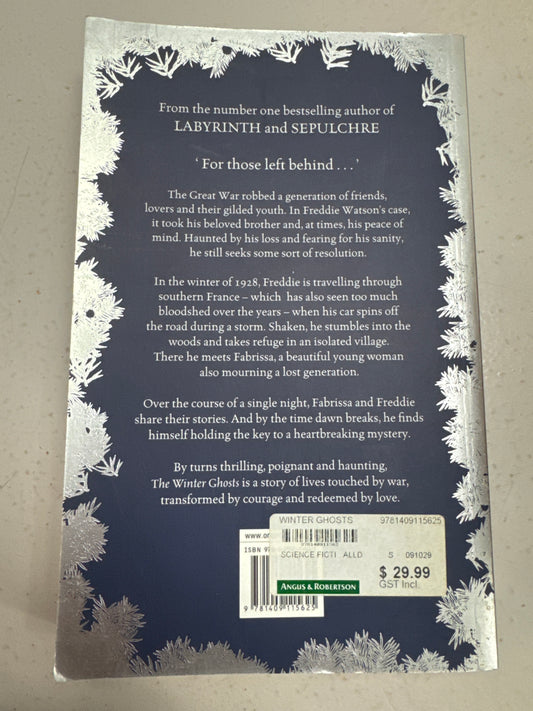 From the number one bestselling author of
LABYRINTH and SEPULCHRE
‘For those left behind . . .’
The Great War robbed a generation of friends,
lovers and their gilded youth. In Freddie Watson's case,
it took his beloved brother and, at times, his peace of
mind. Haunted by his loss and fearing for his sanity,
he still seeks some sort of resolution.
In the winter of 1928, Freddie is travelling through
southern France – which has also seen too much
bloodshed over the years – when his car spins off
the road during a storm. Shaken, he stumbles into the
woods and takes refuge in an isolated village.
There he meets Fabrissa, a beautiful young woman
also mourning a lost generation.
Over the course of a single night, Fabrissa and Freddie
share their stories. And by the time dawn breaks, he finds
himself holding the key to a heartbreaking mystery.
By turns thrilling, poignant and haunting,
The Winter Ghosts is a story of lives touched by war,
transformed by courage and redeemed by love.
WINTER GHOSTS 9781409115625
SCIENCE FICTI ALLD S 091029
$ 29.99
GST Incl.
ANGUS & ROBERTSON
www.or
ISBN 97
9 781409 115625